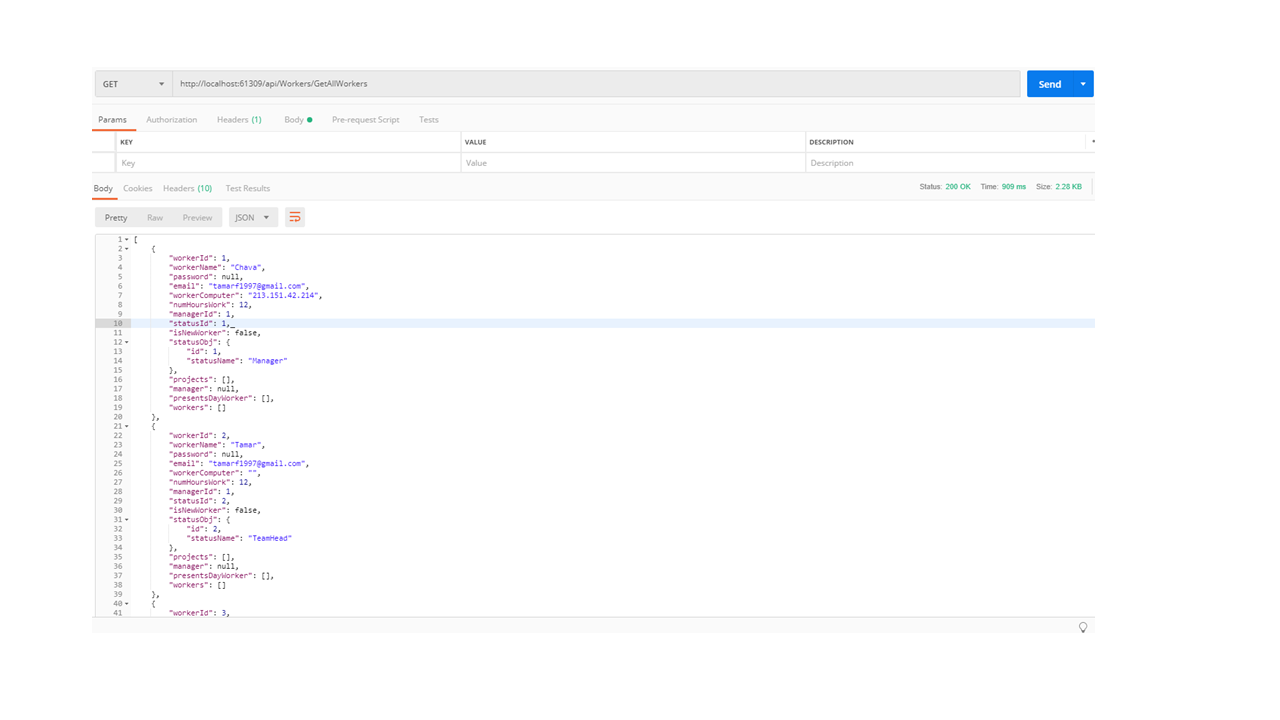 GET http://localhost:61309/api/Workers/GetAllWorkers Send
Params Authorization Headers (1) Body Pre-request Script Tests
KEY VALUE DESCRIPTION
Key Value Description
Body Cookies Headers (10) Test Results Status: 200 OK Time: 909 ms Size: 2.28 KB
Pretty Raw Preview JSON
1 [
2 {
3 "workerId": 1,
4 "workerName": "Chava",
5 "password": null,
6 "email": "tamarf1997@gmail.com",
7 "workerComputer": "213.151.42.214",
8 "numHoursWork": 12,
9 "managerId": 1,
10 "statusId": 1,
11 "isNewWorker": false,
12 "statusObj": {
13 "id": 1,
14 "statusName": "Manager"
15 },
16 "projects": [],
17 "manager": null,
18 "presentsDayWorker": [],
19 "workers": []
20 },
21 {
22 "workerId": 2,
23 "workerName": "Tamar",
24 "password": null,
25 "email": "tamarf1997@gmail.com",
26 "workerComputer": "",
27 "numHoursWork": 12,
28 "managerId": 1,
29 "statusId": 2,
30 "isNewWorker": false,
31 "statusObj": {
32 "id": 2,
33 "statusName": "TeamHead"
34 },
35 "projects": [],
36 "manager": null,
37 "presentsDayWorker": [],
38 "workers": []
39 },
40 {
41 "workerId": 3,